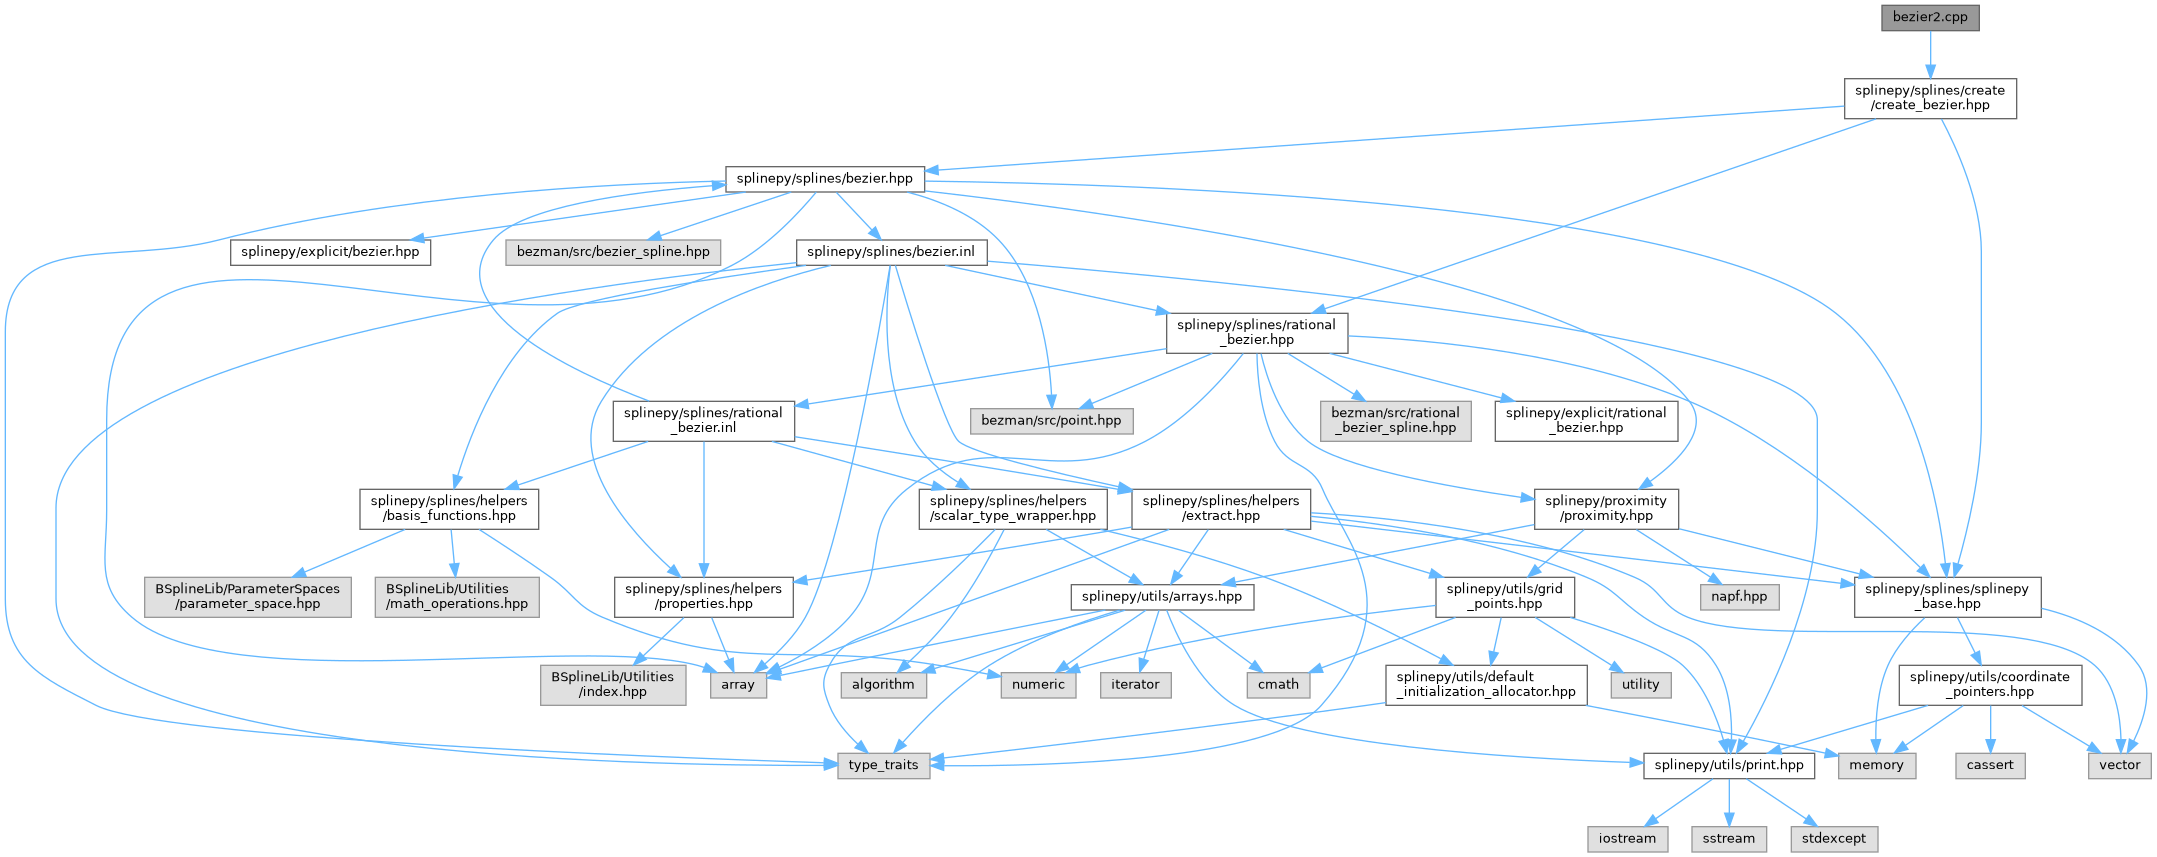 bezier2.cpp
splinepy/splines/create
/create_bezier.hpp
splinepy/splines/bezier.hpp
splinepy/explicit/bezier.hpp
bezman/src/bezier_spline.hpp
splinepy/splines/bezier.inl
splinepy/splines/rational
_bezier.hpp
splinepy/splines/rational
_bezier.inl
bezman/src/point.hpp
bezman/src/rational
_bezier_spline.hpp
splinepy/explicit/rational
_bezier.hpp
splinepy/splines/helpers
/basis_functions.hpp
splinepy/splines/helpers
/scalar_type_wrapper.hpp
splinepy/splines/helpers
/extract.hpp
splinepy/proximity
/proximity.hpp
BSplineLib/ParameterSpaces
/parameter_space.hpp
BSplineLib/Utilities
/math_operations.hpp
splinepy/splines/helpers
/properties.hpp
splinepy/utils/arrays.hpp
splinepy/utils/grid
_points.hpp
napf.hpp
splinepy/splines/splinepy
_base.hpp
BSplineLib/Utilities
/index.hpp
array
algorithm
numeric
iterator
cmath
splinepy/utils/default
_initialization_allocator.hpp
utility
splinepy/utils/coordinate
_pointers.hpp
type_traits
splinepy/utils/print.hpp
memory
cassert
vector
iostream
sstream
stdexcept